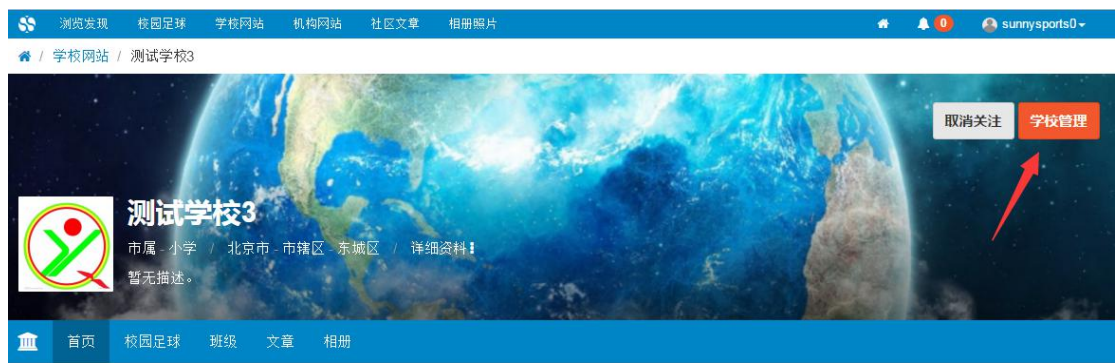 浏览发现 校园足球 学校网站 机构网站 社区文章 相册照片 0 sunnysports0
/ 学校网站 / 测试学校3
取消关注 学校管理
测试学校3
市属 - 小学 / 北京市 - 市辖区 - 东城区 / 详细资料
暂无描述。
首页 校园足球 班级 文章 相册